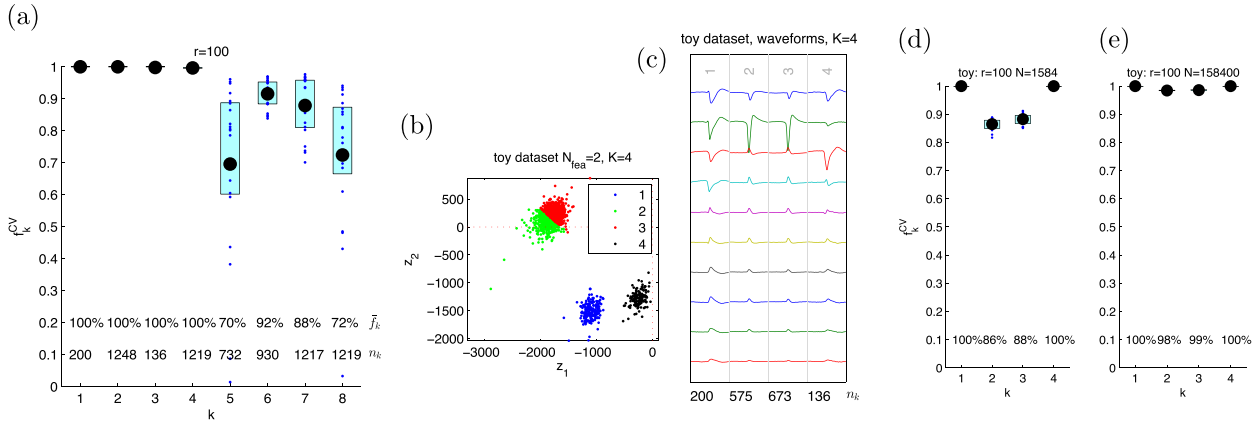 (a)
r=100
1
0.9
0.8
0.7
0.6
0.5
0.4
0.3
0.2
0.1
0
f_k^CV
100% 100% 100% 100% 70% 92% 88% 72% f̄_k
200 1248 136 1219 732 930 1217 1219 n_k
1 2 3 4 5 6 7 8
k
(b)
toy dataset N_fea=2, K=4
500
0
−500
−1000
−1500
−2000
z_2
1
2
3
4
−3000 −2000 −1000 0
z_1
(c)
toy dataset, waveforms, K=4
1 2 3 4
200 575 673 136 n_k
(d)
toy: r=100 N=1584
1
0.9
0.8
0.7
0.6
0.5
0.4
0.3
0.2
0.1
0
f_k^CV
100% 86% 88% 100%
1 2 3 4
k
(e)
toy: r=100 N=158400
1
0.9
0.8
0.7
0.6
0.5
0.4
0.3
0.2
0.1
0
100% 98% 99% 100%
1 2 3 4
k